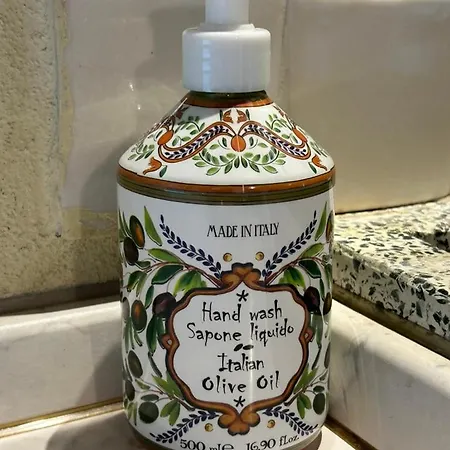 MADE IN ITALY
Hand wash
Sapone liquido
Italian
Olive Oil
500 ml℮ 16.90 fl oz.